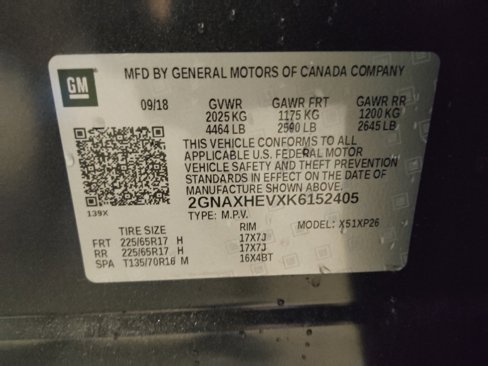 GM
MFD BY GENERAL MOTORS OF CANADA COMPANY
09/18 GVWR GAWR FRT GAWR RR
2025 KG 1175 KG 1200 KG
4464 LB 2590 LB 2645 LB
THIS VEHICLE CONFORMS TO ALL
APPLICABLE U.S. FEDERAL MOTOR
VEHICLE SAFETY AND THEFT PREVENTION
STANDARDS IN EFFECT ON THE DATE OF
MANUFACTURE SHOWN ABOVE.
2GNAXHEVXK6152405
139X
TYPE: M.P.V. MODEL: X51XP26
TIRE SIZE RIM
FRT 225/65R17 H 17X7J
RR 225/65R17 H 17X7J
SPA T135/70R16 M 16X4BT